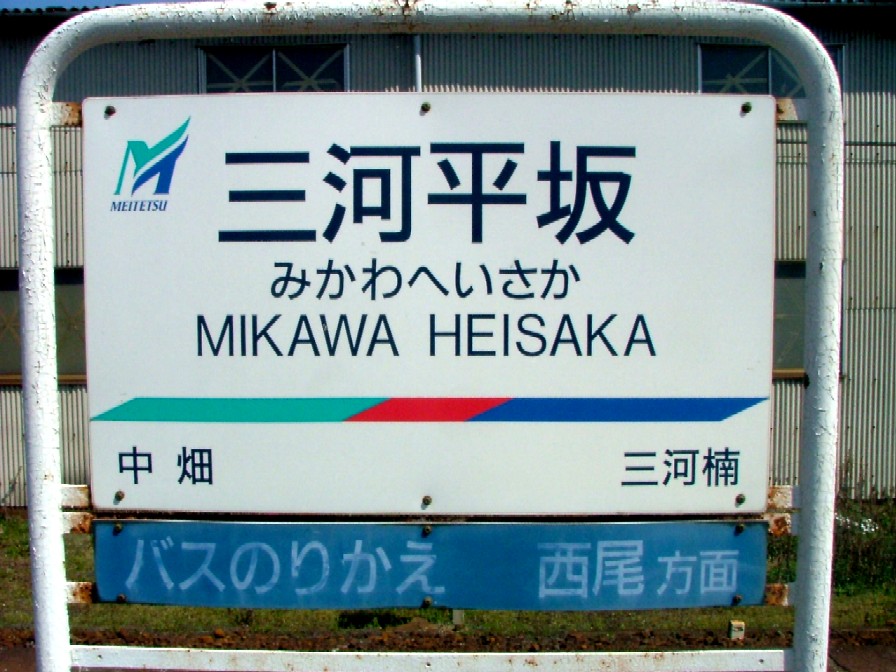 MEITETSU
三河平坂
みかわへいさか
MIKAWA HEISAKA
中畑
三河楠
バスのりかえ 西尾方面